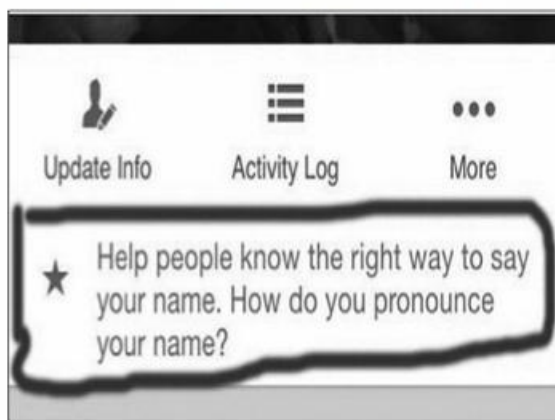 Update Info
Activity Log
More
Help people know the right way to say
your name. How do you pronounce
your name?